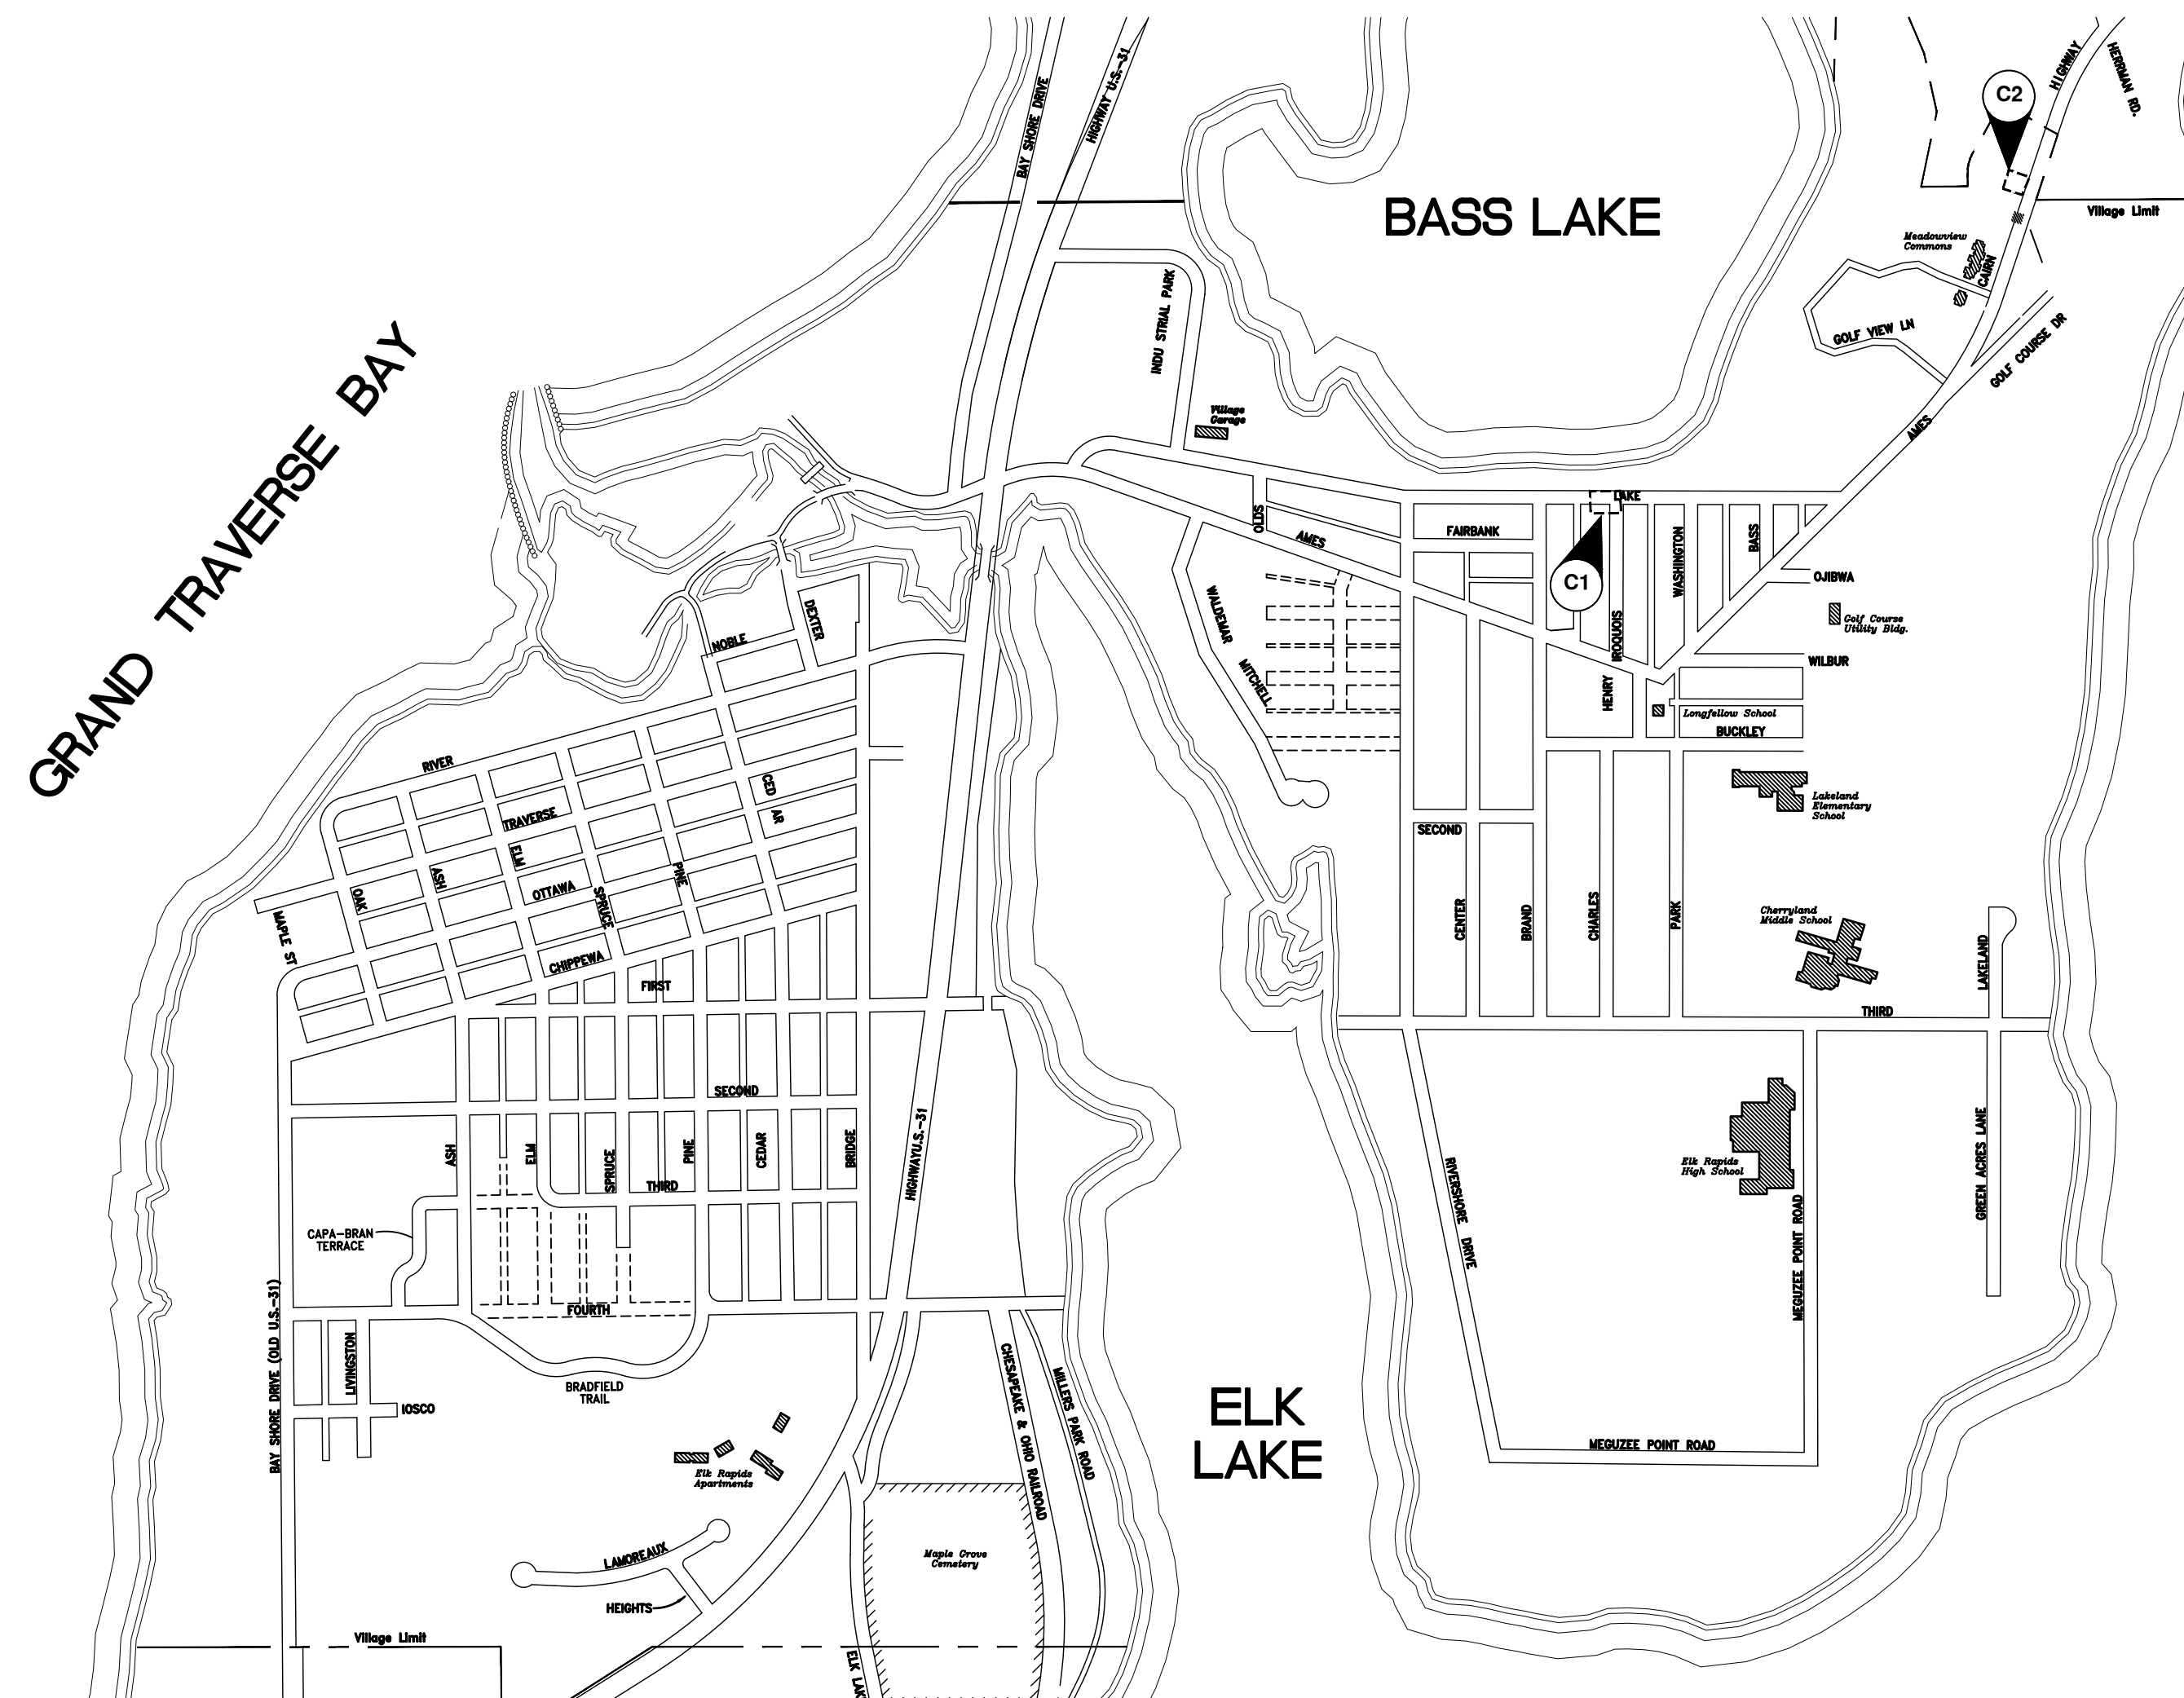 BAY SHORE DRIVE
HIGHWAY U.S.-31
HIGHWAY
HERRMAN RD.
C2
BASS LAKE
Village Limit
Meadowview
Commons
CAIRN
INDU STRIAL PARK
GOLF VIEW LN
GOLF COURSE DR
GRAND TRAVERSE BAY
Village
Garage
AMES
LAKE
OLDS
AMES
FAIRBANK
WASHINGTON
BASS
C1
OJIBWA
Golf Course
Utility Bldg.
DEXTER
NOBLE
WALDEMAR
MITCHELL
IROQUOIS
WILBUR
HENRY
Longfellow School
BUCKLEY
RIVER
CED AR
TRAVERSE
Lakeland
Elementary
School
SECOND
ELM
ASH
OAK
OTTAWA
SPRUCE
PINE
MAPLE ST
CHIPPEWA
FIRST
CENTER
BRAND
CHARLES
PARK
Cherryland
Middle School
LAKELAND
THIRD
SECOND
ASH
ELM
SPRUCE
PINE
CEDAR
BRIDGE
HIGHWAYU.S.-31
THIRD
Elk Rapids
High School
RIVERSHORE DRIVE
MEGUZEE POINT ROAD
GREEN ACRES LANE
CAPA-BRAN
TERRACE
FOURTH
BAY SHORE DRIVE (OLD U.S.-31)
LIVINGSTON
IOSCO
BRADFIELD
TRAIL
CHESAPEAKE & OHIO RAILROAD
MILLERS PARK ROAD
ELK
LAKE
MEGUZEE POINT ROAD
Elk Rapids
Apartments
LAMOREAUX
HEIGHTS
Maple Grove
Cemetery
Village Limit
ELK LAK